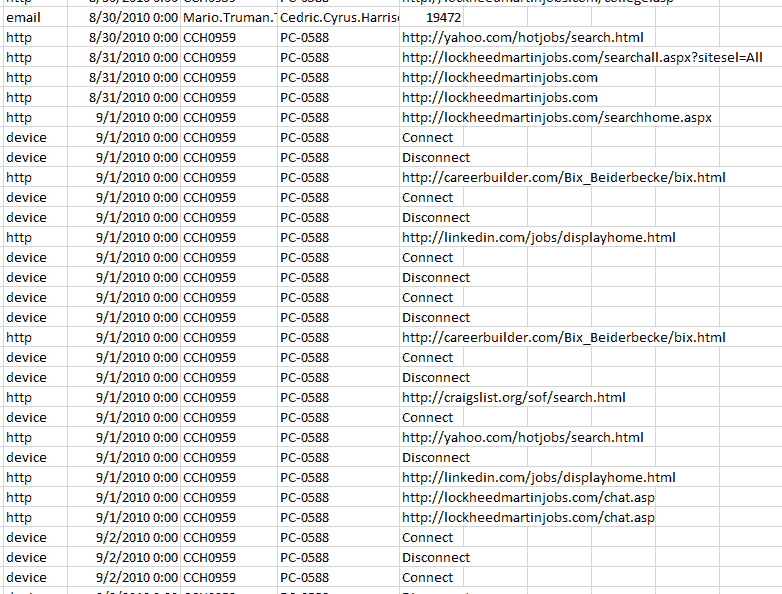 email 8/30/2010 0:00 Mario.Truman. Cedric.Cyrus.Harris 19472
http 8/30/2010 0:00 CCH0959 PC-0588 http://yahoo.com/hotjobs/search.html
http 8/31/2010 0:00 CCH0959 PC-0588 http://lockheedmartinjobs.com/searchall.aspx?sitesel=All
http 8/31/2010 0:00 CCH0959 PC-0588 http://lockheedmartinjobs.com
http 8/31/2010 0:00 CCH0959 PC-0588 http://lockheedmartinjobs.com
http 9/1/2010 0:00 CCH0959 PC-0588 http://lockheedmartinjobs.com/searchhome.aspx
device 9/1/2010 0:00 CCH0959 PC-0588 Connect
device 9/1/2010 0:00 CCH0959 PC-0588 Disconnect
http 9/1/2010 0:00 CCH0959 PC-0588 http://careerbuilder.com/Bix_Beiderbecke/bix.html
device 9/1/2010 0:00 CCH0959 PC-0588 Connect
device 9/1/2010 0:00 CCH0959 PC-0588 Disconnect
http 9/1/2010 0:00 CCH0959 PC-0588 http://linkedin.com/jobs/displayhome.html
device 9/1/2010 0:00 CCH0959 PC-0588 Connect
device 9/1/2010 0:00 CCH0959 PC-0588 Disconnect
device 9/1/2010 0:00 CCH0959 PC-0588 Connect
device 9/1/2010 0:00 CCH0959 PC-0588 Disconnect
http 9/1/2010 0:00 CCH0959 PC-0588 http://careerbuilder.com/Bix_Beiderbecke/bix.html
device 9/1/2010 0:00 CCH0959 PC-0588 Connect
device 9/1/2010 0:00 CCH0959 PC-0588 Disconnect
http 9/1/2010 0:00 CCH0959 PC-0588 http://craigslist.org/sof/search.html
device 9/1/2010 0:00 CCH0959 PC-0588 Connect
http 9/1/2010 0:00 CCH0959 PC-0588 http://yahoo.com/hotjobs/search.html
device 9/1/2010 0:00 CCH0959 PC-0588 Disconnect
http 9/1/2010 0:00 CCH0959 PC-0588 http://linkedin.com/jobs/displayhome.html
http 9/1/2010 0:00 CCH0959 PC-0588 http://lockheedmartinjobs.com/chat.asp
http 9/1/2010 0:00 CCH0959 PC-0588 http://lockheedmartinjobs.com/chat.asp
device 9/2/2010 0:00 CCH0959 PC-0588 Connect
device 9/2/2010 0:00 CCH0959 PC-0588 Disconnect
device 9/2/2010 0:00 CCH0959 PC-0588 Connect